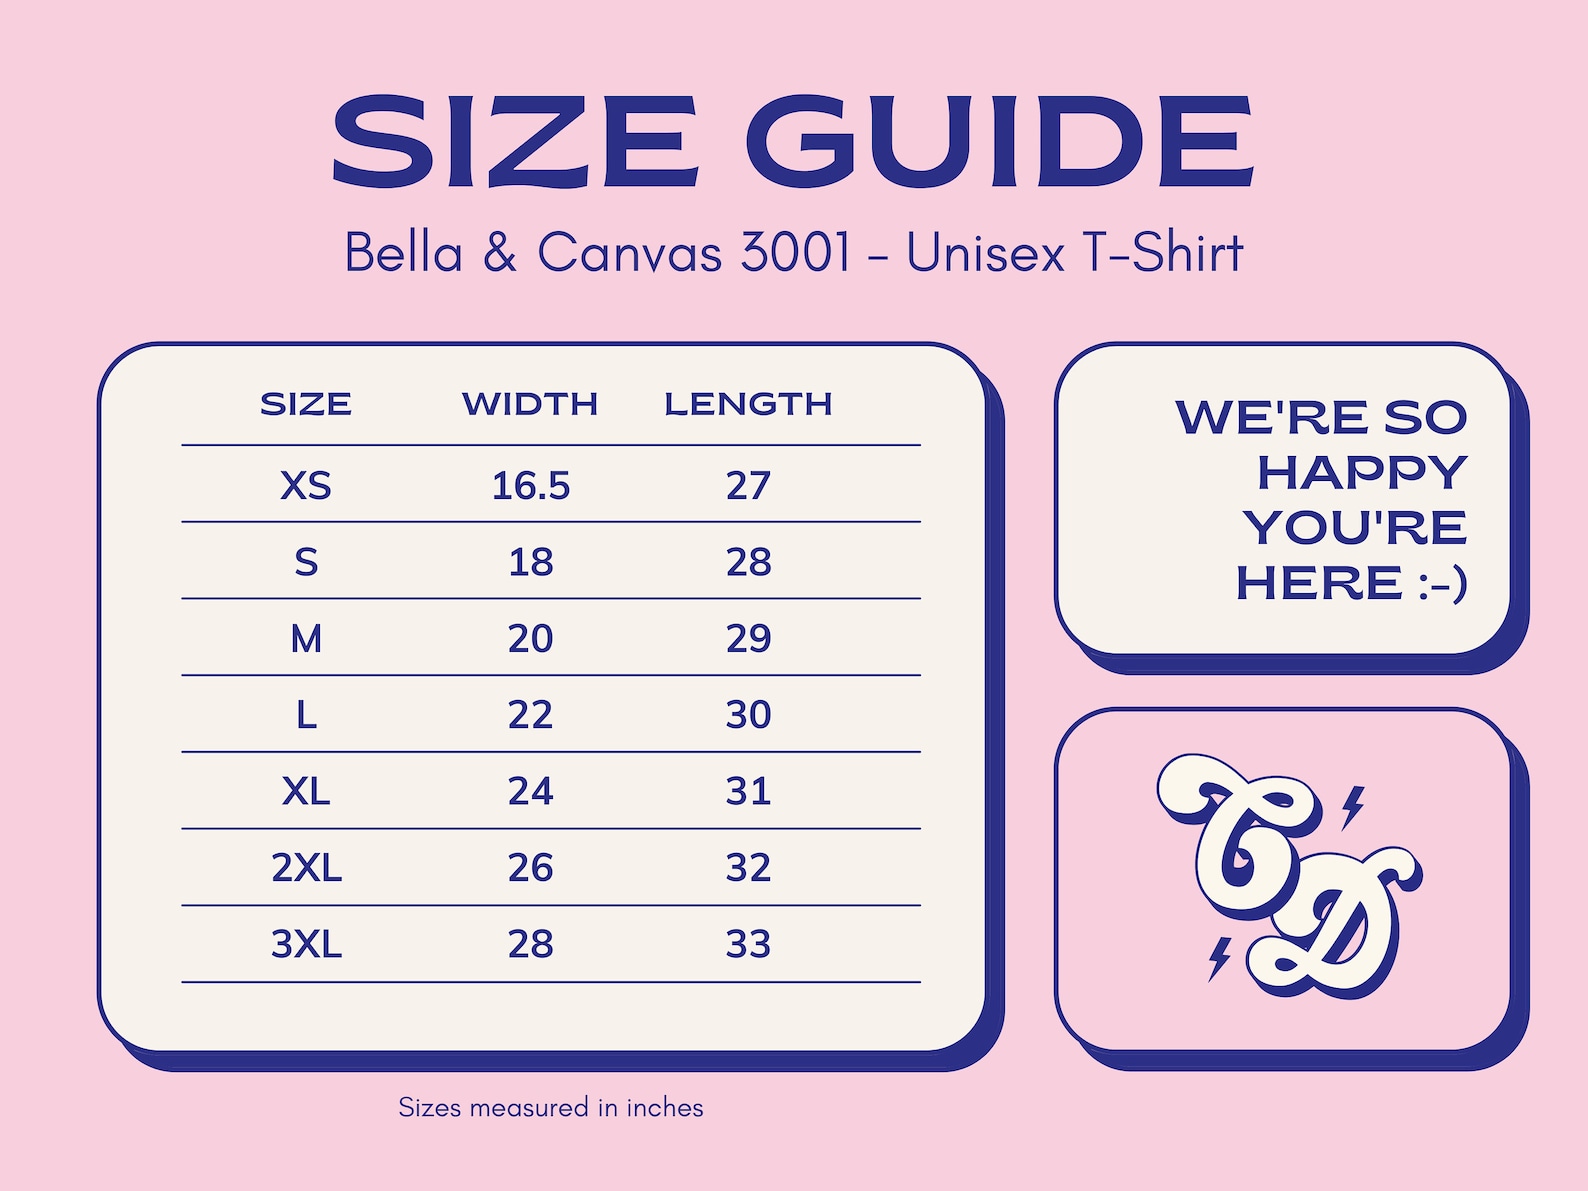 SIZE GUIDE
Bella & Canvas 3001 - Unisex T-Shirt
SIZE WIDTH LENGTH
XS 16.5 27
S 18 28
M 20 29
L 22 30
XL 24 31
2XL 26 32
3XL 28 33
Sizes measured in inches
WE'RE SO
HAPPY
YOU'RE
HERE :-)
CD